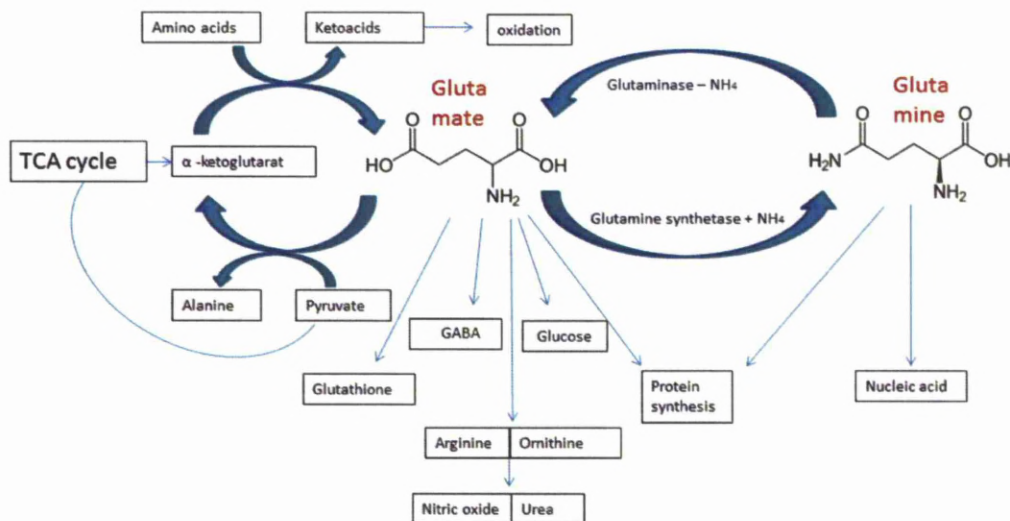 Amino acids
Ketoacids
oxidation
Gluta
mate
Glutaminase – NH₄
Gluta
mine
TCA cycle
α -ketoglutarat
O
O
HO
OH
NH₂
O
O
H₂N
OH
NH₂
Glutamine synthetase + NH₄
Alanine
Pyruvate
GABA
Glucose
Glutathione
Protein
synthesis
Nucleic acid
Arginine
Ornithine
Nitric oxide
Urea